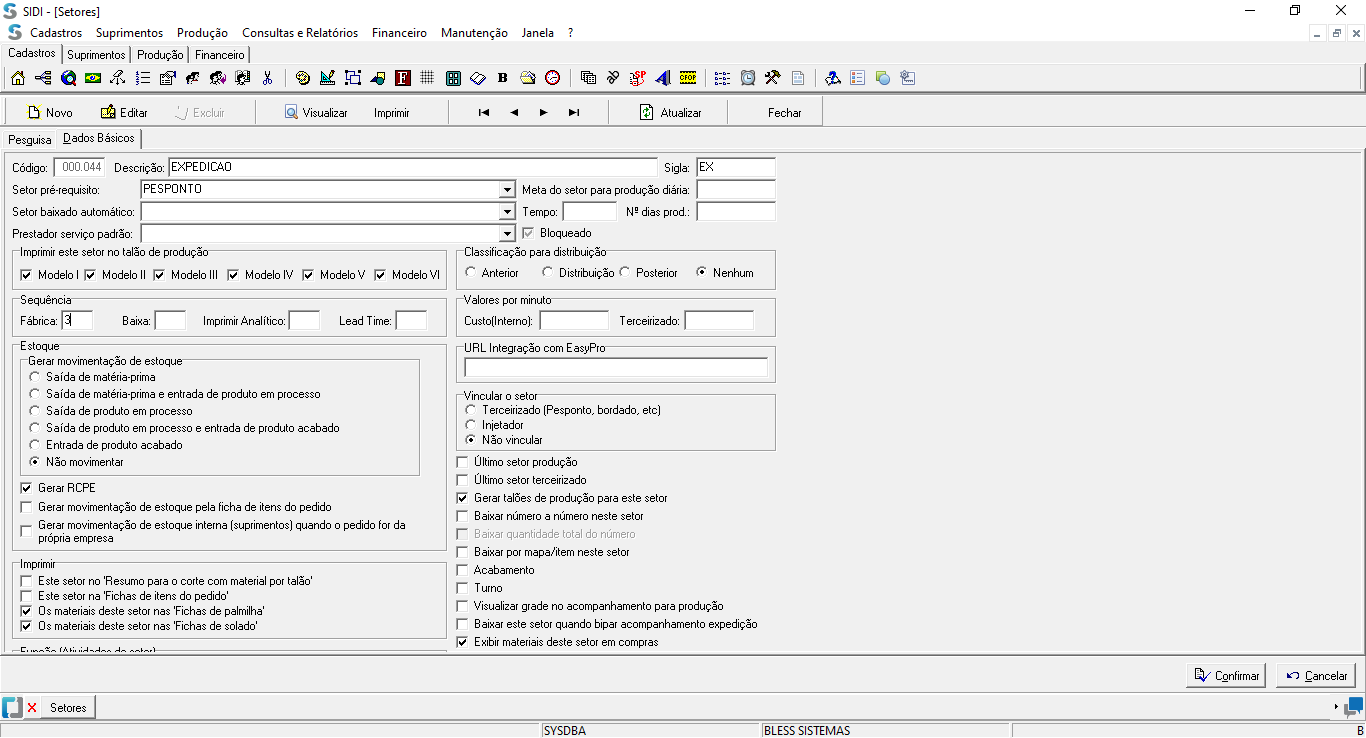 SIDI - [Setores]
Cadastros Suprimentos Produção Consultas e Relatórios Financeiro Manutenção Janela ?
Cadastros Suprimentos Produção Financeiro
F B SP CFOP
Novo Editar Excluir Visualizar Imprimir Atualizar Fechar
Pesquisa Dados Básicos
Código: 000.044 Descrição: EXPEDICAO Sigla: EX
Setor pré-requisito: PESPONTO Meta do setor para produção diária:
Setor baixado automático: Tempo: Nº dias prod.:
Prestador serviço padrão: Bloqueado
Imprimir este setor no talão de produção
Modelo I Modelo II Modelo III Modelo IV Modelo V Modelo VI
Classificação para distribuição
Anterior Distribuição Posterior Nenhum
Sequência
Fábrica: 3 Baixa: Imprimir Analítico: Lead Time:
Valores por minuto
Custo(Interno): Terceirizado:
Estoque
Gerar movimentação de estoque
Saída de matéria-prima
Saída de matéria-prima e entrada de produto em processo
Saída de produto em processo
Saída de produto em processo e entrada de produto acabado
Entrada de produto acabado
Não movimentar
Gerar RCPE
Gerar movimentação de estoque pela ficha de itens do pedido
Gerar movimentação de estoque interna (suprimentos) quando o pedido for da
própria empresa
Imprimir
Este setor no 'Resumo para o corte com material por talão'
Este setor na 'Fichas de itens do pedido'
Os materiais deste setor nas 'Fichas de palmilha'
Os materiais deste setor nas 'Fichas de solado'
Função (Atividades do setor)
URL Integração com EasyPro
Vincular o setor
Terceirizado (Pesponto, bordado, etc)
Injetador
Não vincular
Último setor produção
Último setor terceirizado
Gerar talões de produção para este setor
Baixar número a número neste setor
Baixar quantidade total do número
Baixar por mapa/item neste setor
Acabamento
Turno
Visualizar grade no acompanhamento para produção
Baixar este setor quando bipar acompanhamento expedição
Exibir materiais deste setor em compras
Confirmar Cancelar
Setores
SYSDBA BLESS SISTEMAS B